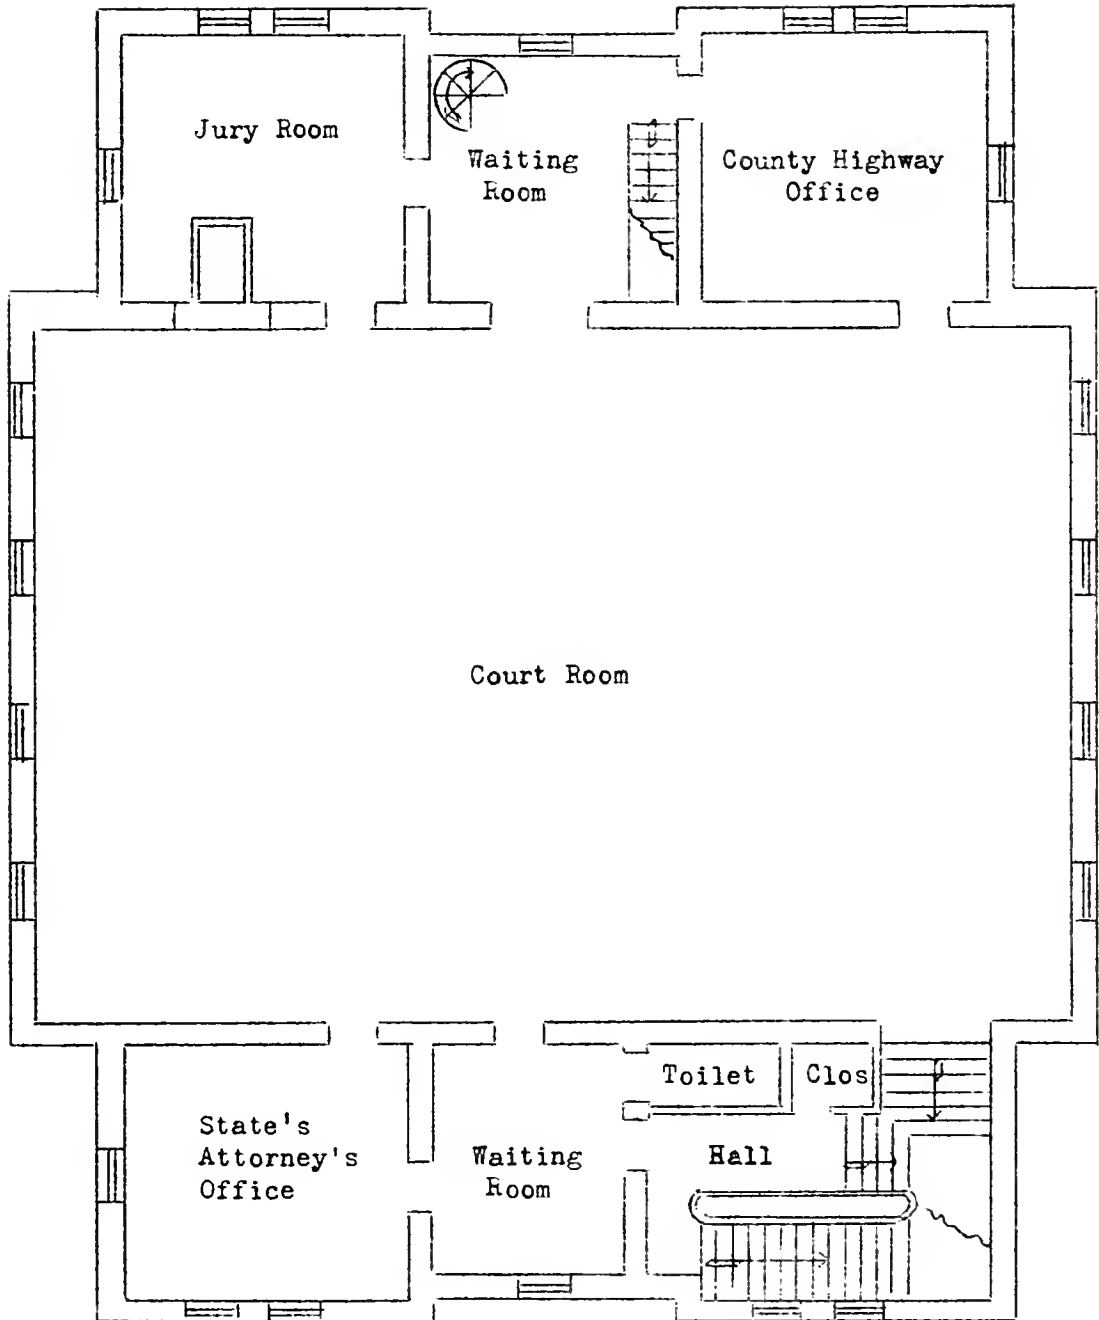 Jury Room
Waiting
Room
County Highway
Office
Court Room
Toilet
Clos
State's
Attorney's
Office
Waiting
Room
Hall